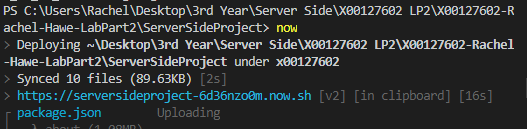 PS C:\Users\Rachel\Desktop\3rd Year\Server Side\X00127602 LP2\X00127602-R
achel-Hawe-LabPart2\ServerSideProject> now
> Deploying ~\Desktop\3rd Year\Server Side\X00127602 LP2\X00127602-Rachel
-Hawe-LabPart2\ServerSideProject under x00127602
> Synced 10 files (89.63KB) [2s]
> https://serversideproject-6d36nzo0m.now.sh [v2] [in clipboard] [16s]
package.json Uploading